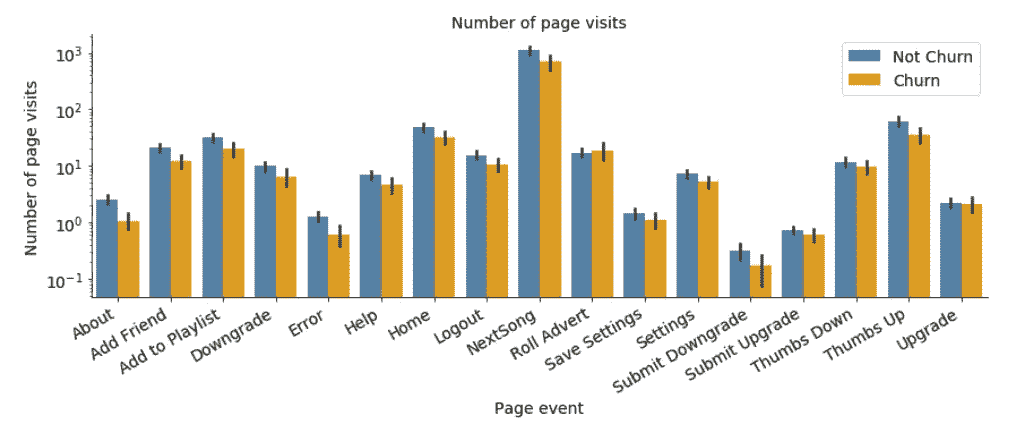 Number of page visits
Number of page visits
10³
10²
10¹
10⁰
10⁻¹
Not Churn
Churn
About
Add Friend
Add to Playlist
Downgrade
Error
Help
Home
Logout
NextSong
Roll Advert
Save Settings
Settings
Submit Downgrade
Submit Upgrade
Thumbs Down
Thumbs Up
Upgrade
Page event